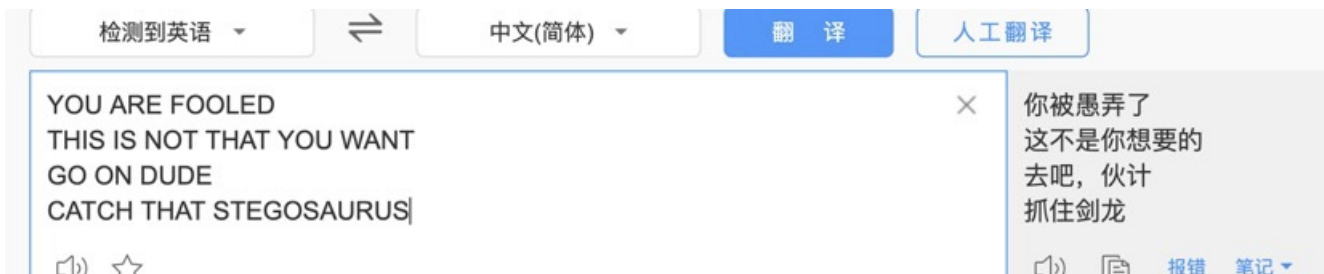 检测到英语
中文(简体)
翻 译
人工翻译
YOU ARE FOOLED
THIS IS NOT THAT YOU WANT
GO ON DUDE
CATCH THAT STEGOSAURUS
你被愚弄了
这不是你想要的
去吧，伙计
抓住剑龙
报错 笔记